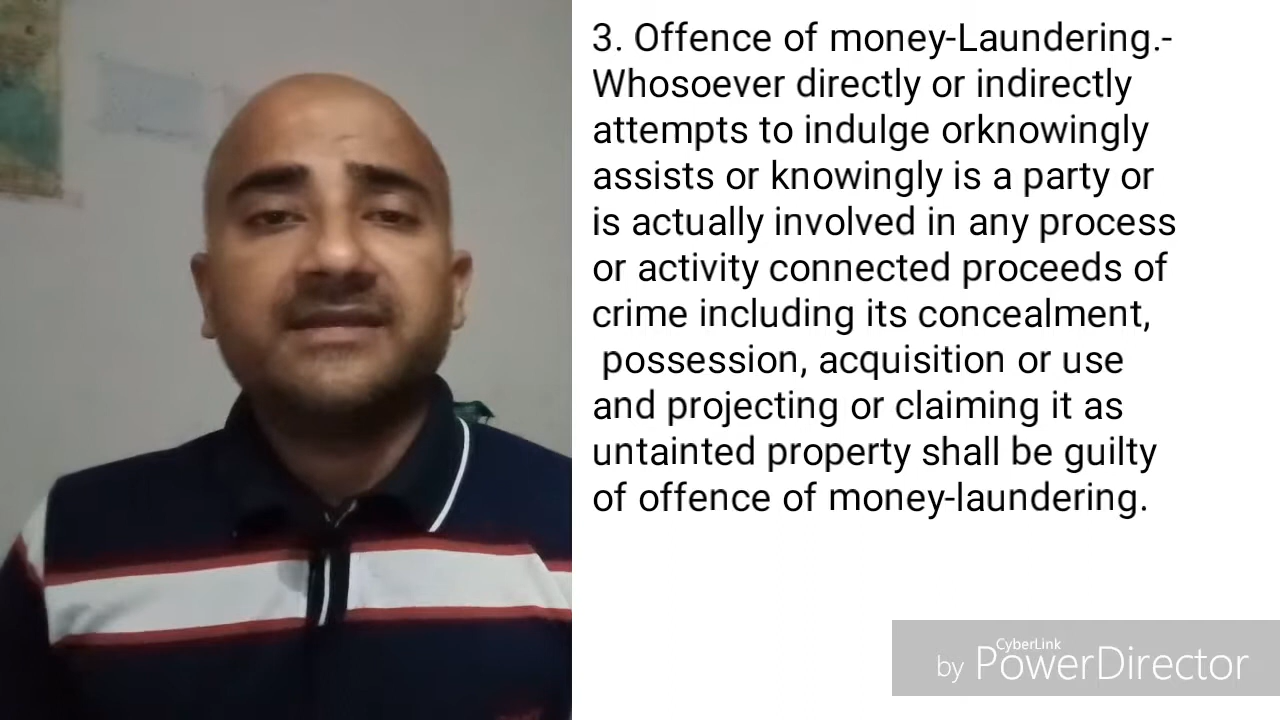 3. Offence of money-Laundering.-
Whosoever directly or indirectly
attempts to indulge orknowingly
assists or knowingly is a party or
is actually involved in any process
or activity connected proceeds of
crime including its concealment,
possession, acquisition or use
and projecting or claiming it as
untainted property shall be guilty
of offence of money-laundering.
CyberLink
by PowerDirector